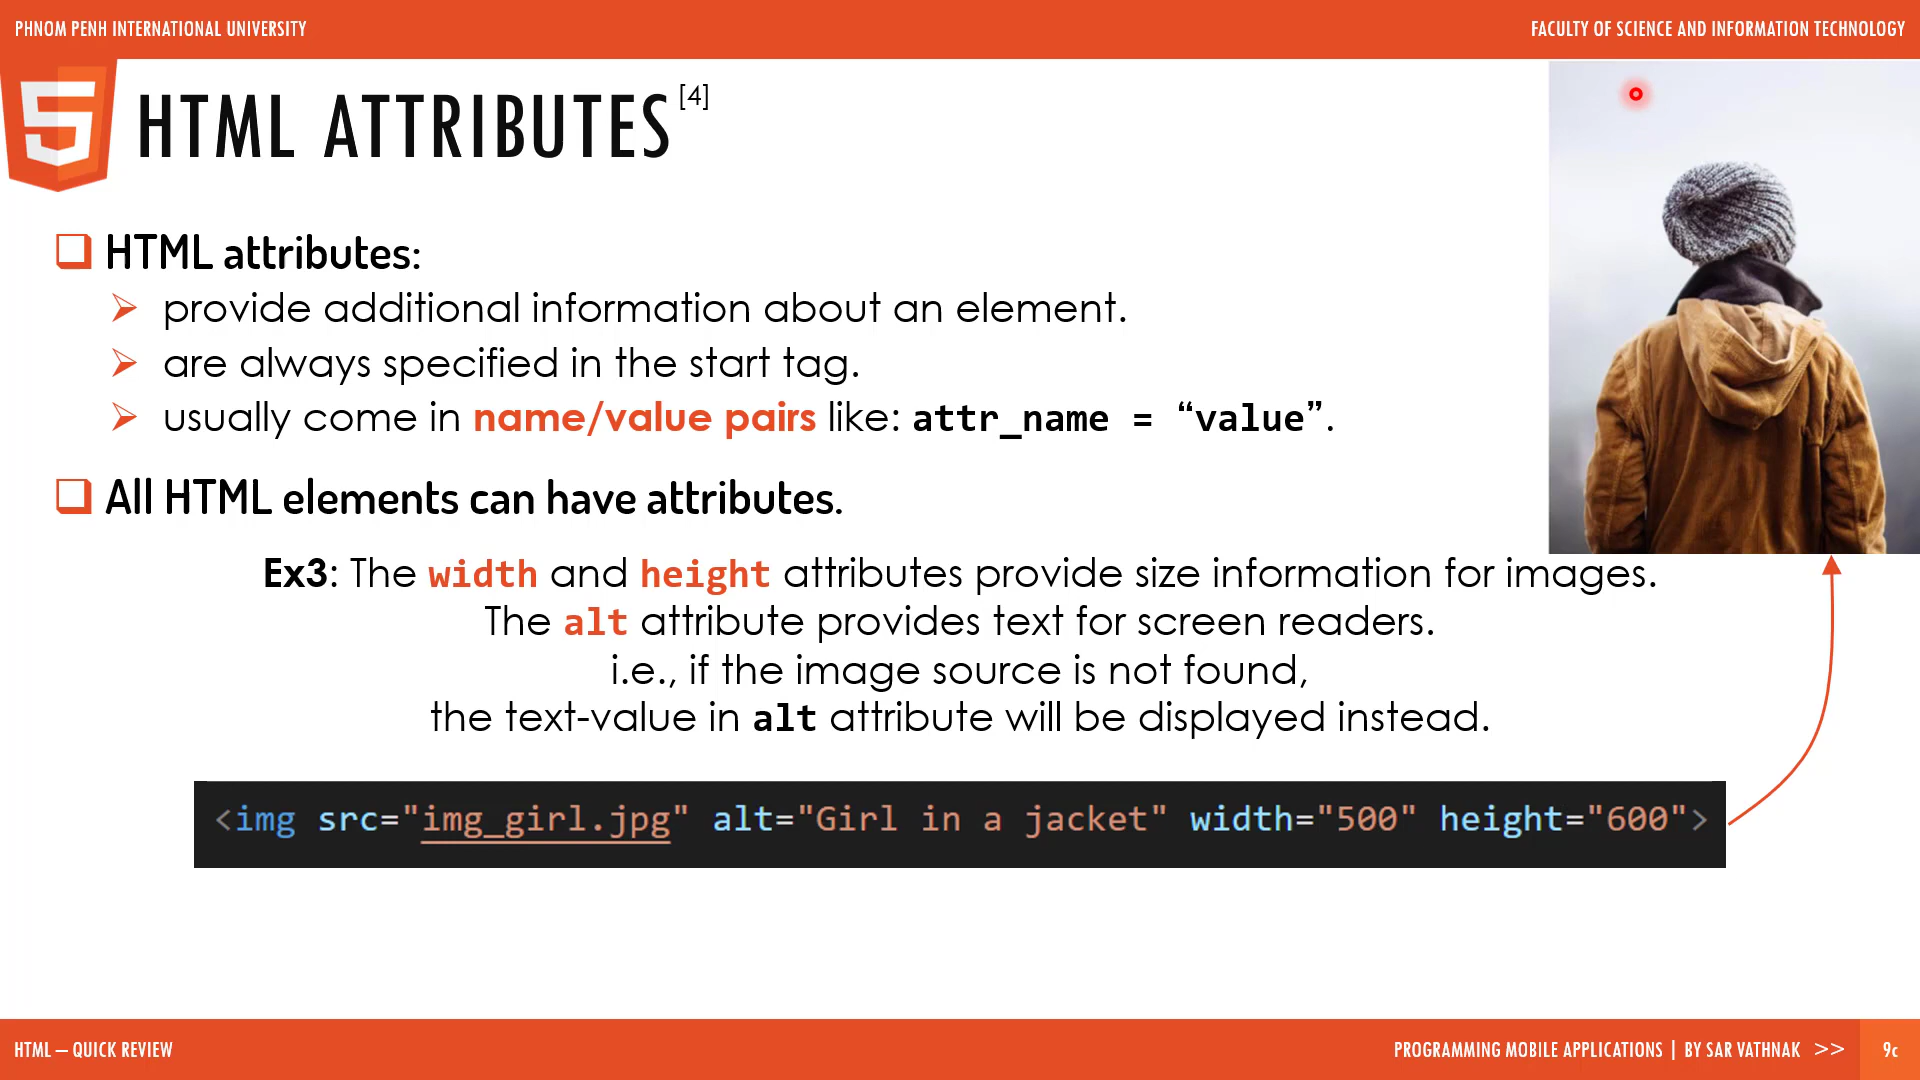 PHNOM PENH INTERNATIONAL UNIVERSITY
FACULTY OF SCIENCE AND INFORMATION TECHNOLOGY
HTML ATTRIBUTES[4]
HTML attributes:
provide additional information about an element.
are always specified in the start tag.
usually come in name/value pairs like: attr_name = “value”.
All HTML elements can have attributes.
Ex3: The width and height attributes provide size information for images.
The alt attribute provides text for screen readers.
i.e., if the image source is not found,
the text-value in alt attribute will be displayed instead.
<img src="img_girl.jpg" alt="Girl in a jacket" width="500" height="600">
HTML – QUICK REVIEW
PROGRAMMING MOBILE APPLICATIONS | BY SAR VATHNAK >> 9c